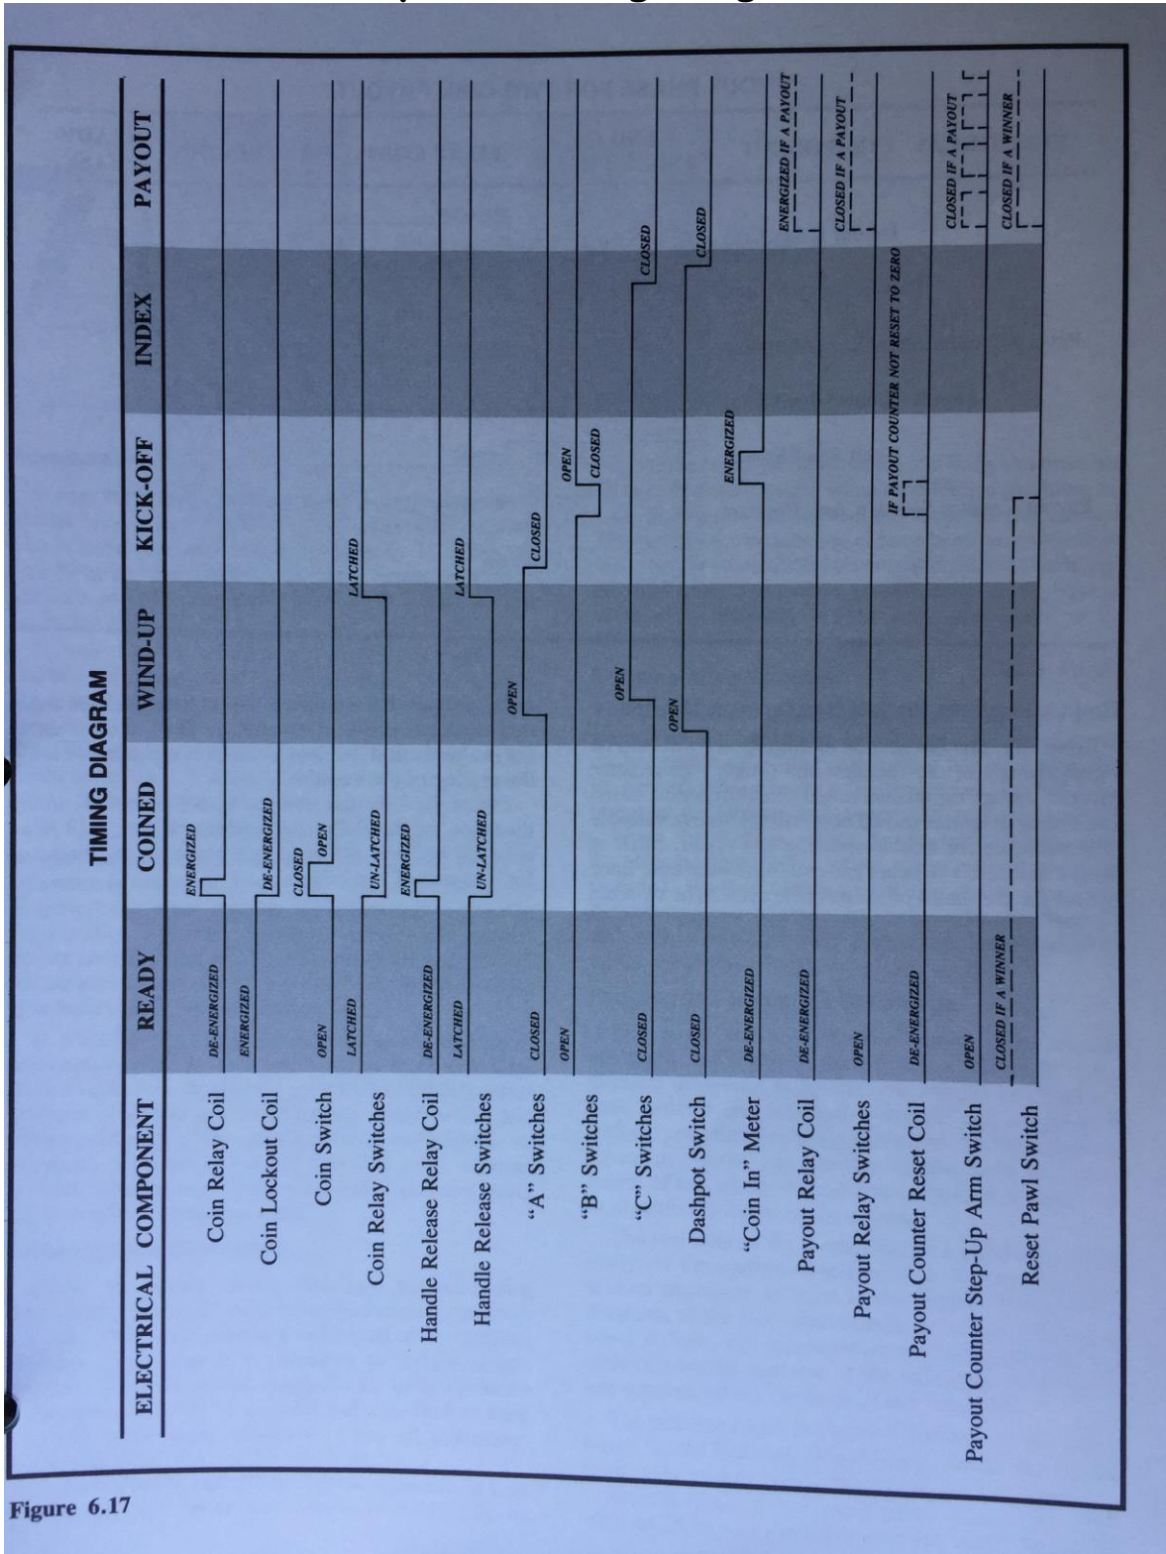 TIMING DIAGRAM
ELECTRICAL COMPONENT READY COINED WIND-UP KICK-OFF INDEX PAYOUT
Coin Relay Coil DE-ENERGIZED ENERGIZED
Coin Lockout Coil ENERGIZED DE-ENERGIZED
Coin Switch OPEN CLOSED OPEN
Coin Relay Switches LATCHED UN-LATCHED LATCHED
Handle Release Relay Coil DE-ENERGIZED ENERGIZED
Handle Release Switches LATCHED UN-LATCHED LATCHED
“A” Switches CLOSED OPEN CLOSED
“B” Switches OPEN CLOSED OPEN
“C” Switches CLOSED OPEN CLOSED
Dashpot Switch CLOSED OPEN CLOSED
“Coin In” Meter DE-ENERGIZED ENERGIZED
Payout Relay Coil DE-ENERGIZED ENERGIZED IF A PAYOUT
Payout Relay Switches OPEN CLOSED IF A PAYOUT
Payout Counter Reset Coil DE-ENERGIZED IF PAYOUT COUNTER NOT RESET TO ZERO
Payout Counter Step-Up Arm Switch OPEN CLOSED IF A PAYOUT
Reset Pawl Switch CLOSED IF A WINNER CLOSED IF A WINNER
Figure 6.17